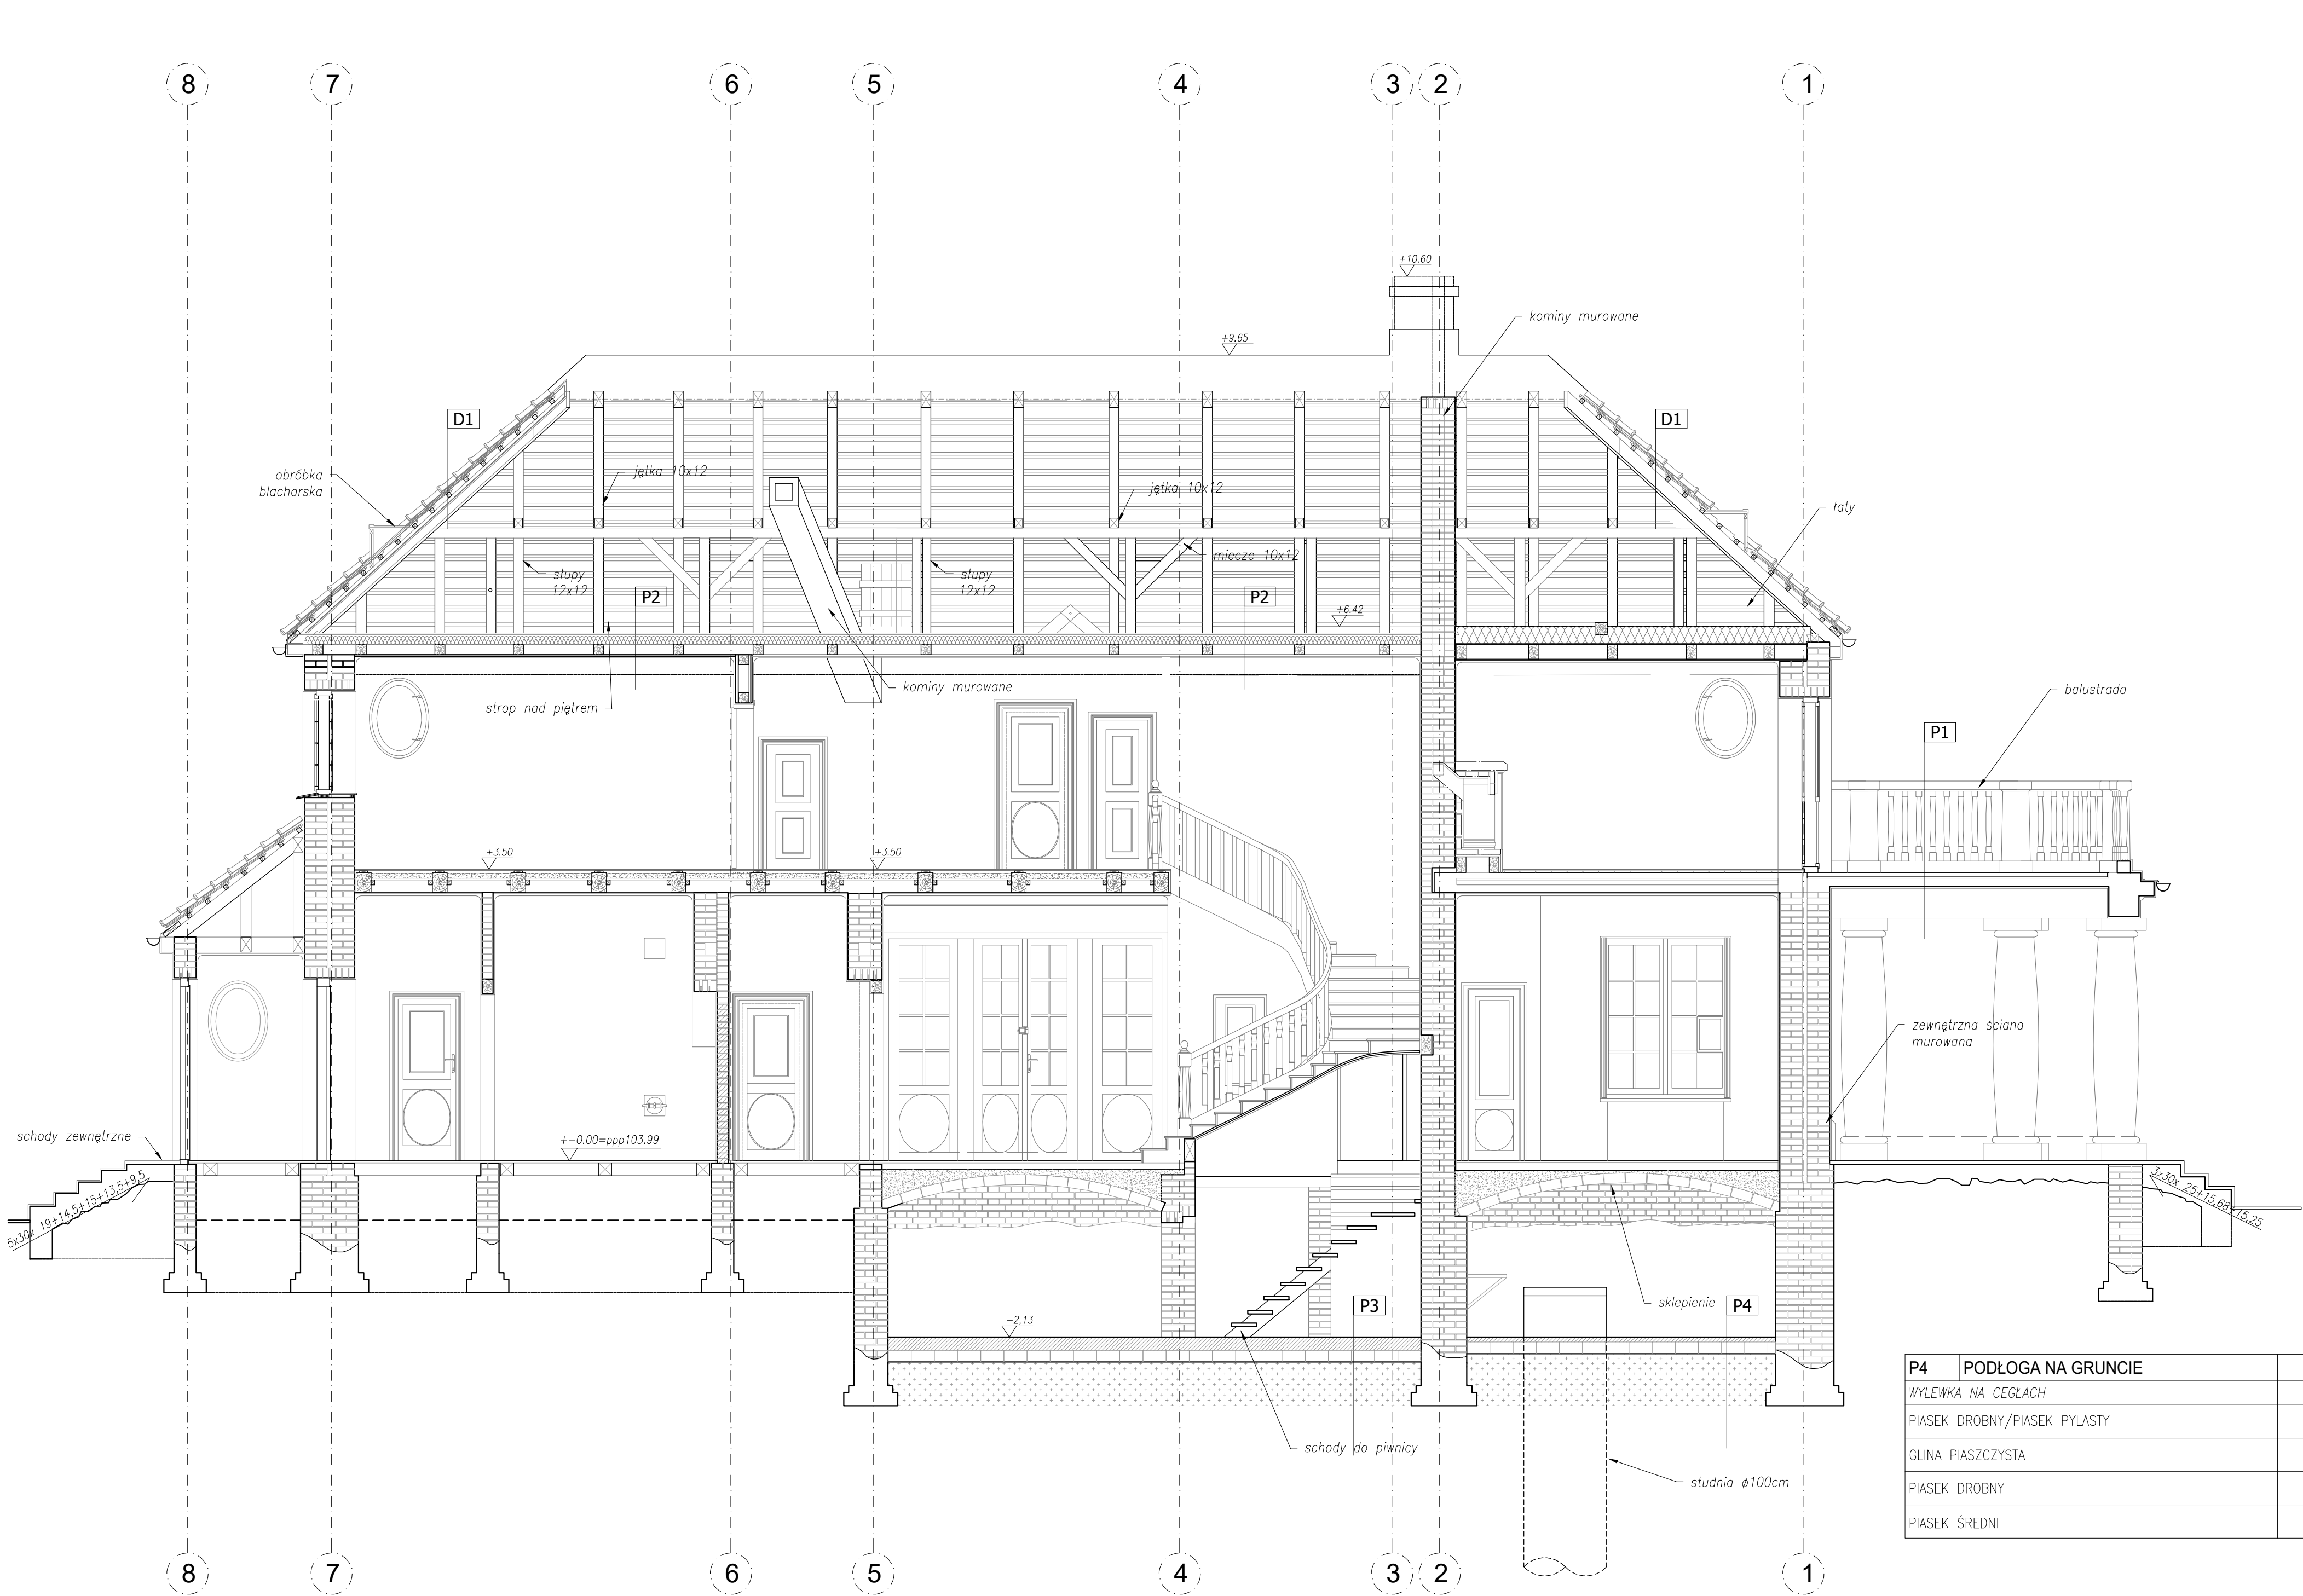 8 7 6 5 4 3 2 1
+10.60
kominy murowane
+9.65
D1 D1
obróbka
blacharska
jętka 10x12
jętka 10x12
łaty
miecze 10x12
słupy
12x12
słupy
12x12
P2 P2
+6.42
kominy murowane
strop nad piętrem
balustrada
P1
+3.50 +3.50
zewnętrzna ściana
murowana
schody zewnętrzne
+-0.00=ppp103.99
5x30x 19+14,5+15+13,5+9,5
3x30x 25+15,68+15,25
sklepienie
P3 P4
-2,13
schody do piwnicy
studnia ø100cm
P4 PODŁOGA NA GRUNCIE
WYLEWKA NA CEGŁACH
PIASEK DROBNY/PIASEK PYLASTY
GLINA PIASZCZYSTA
PIASEK DROBNY
PIASEK ŚREDNI
8 7 6 5 4 3 2 1